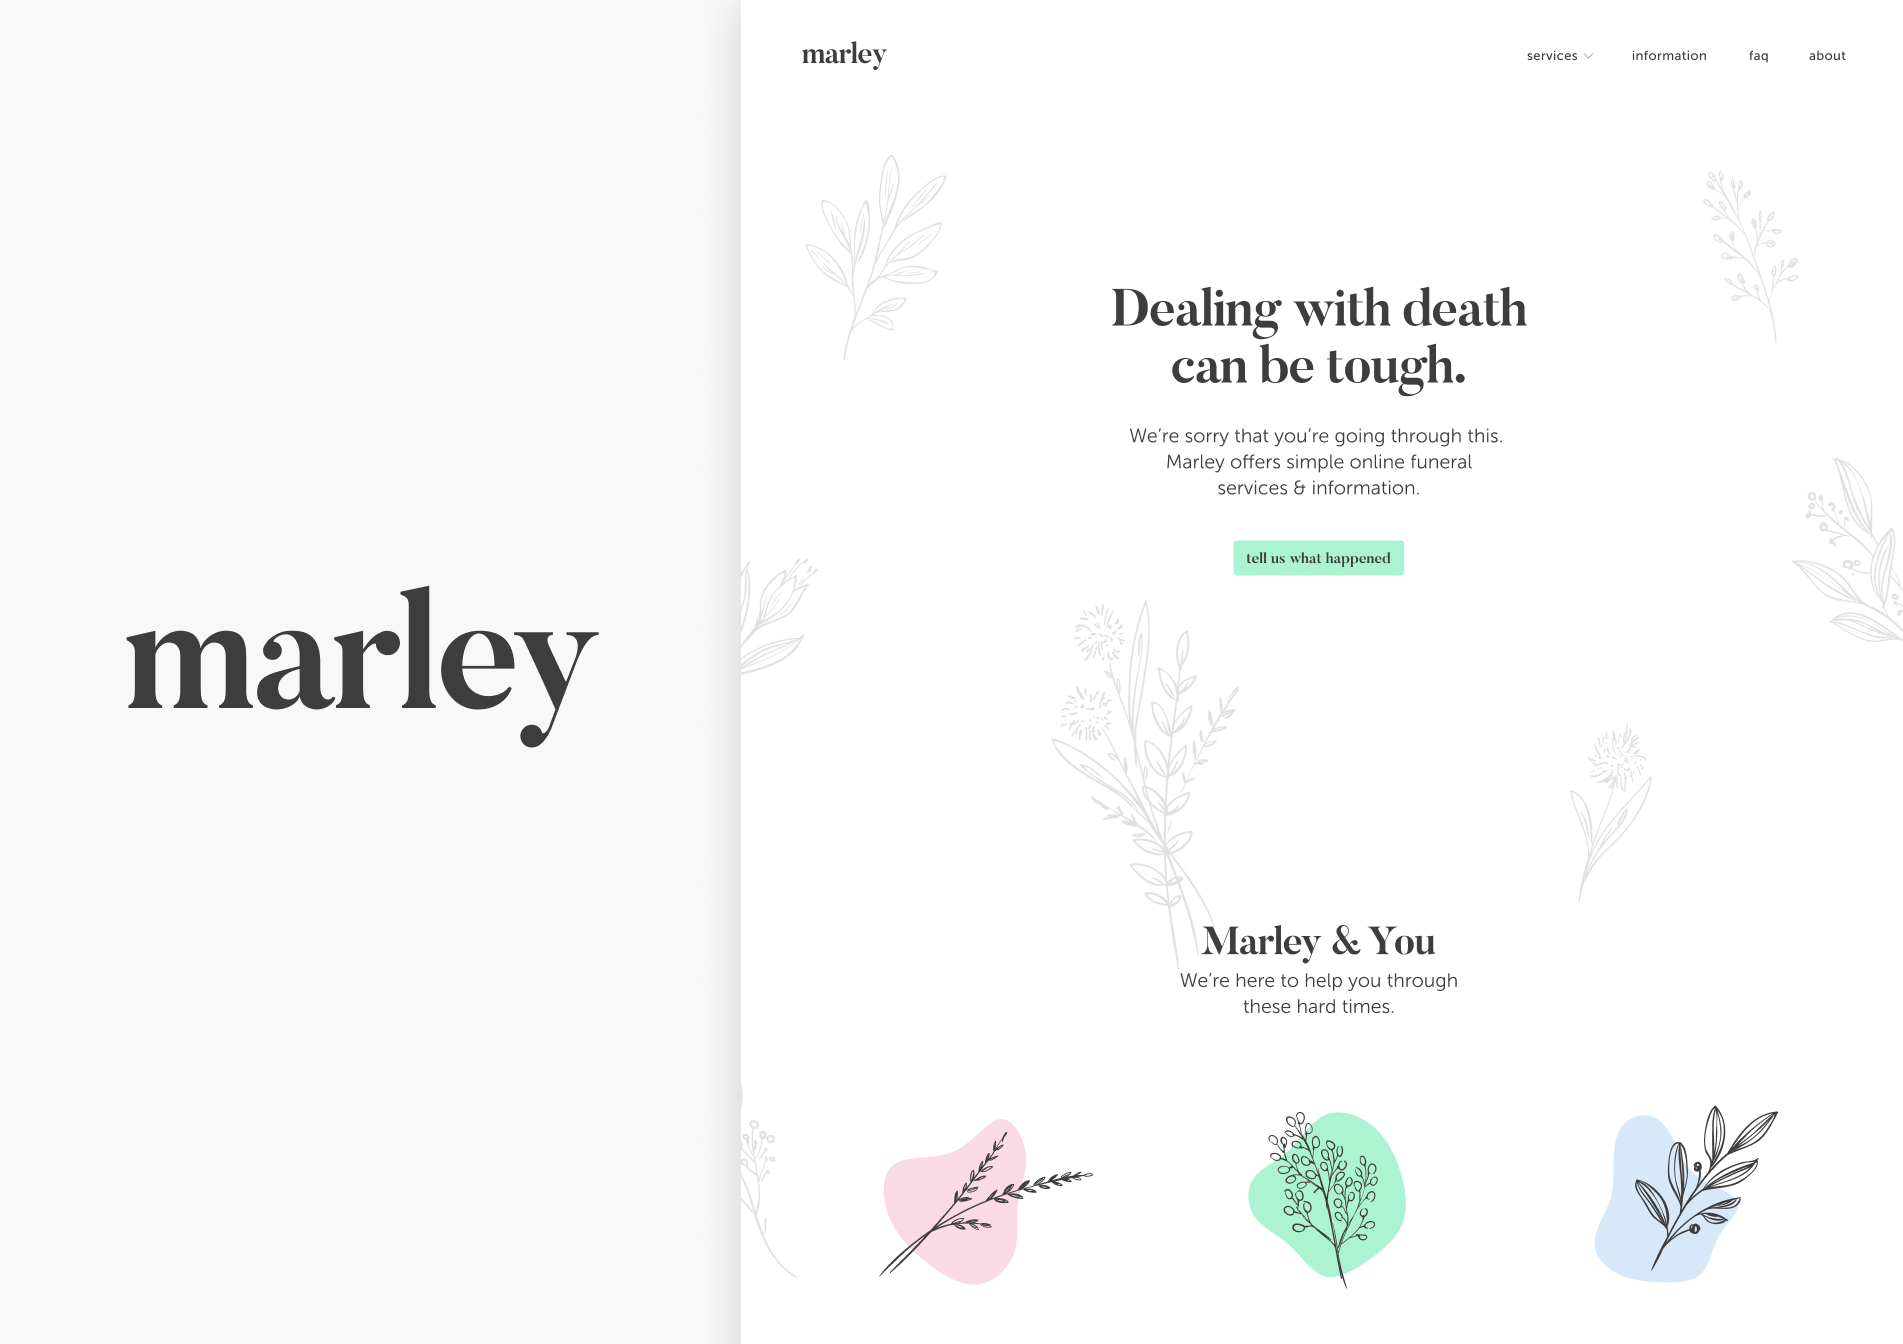 marley
marley
services
information
faq
about
Dealing with death
can be tough.
We’re sorry that you’re going through this.
Marley offers simple online funeral
services & information.
tell us what happened
Marley & You
We’re here to help you through
these hard times.